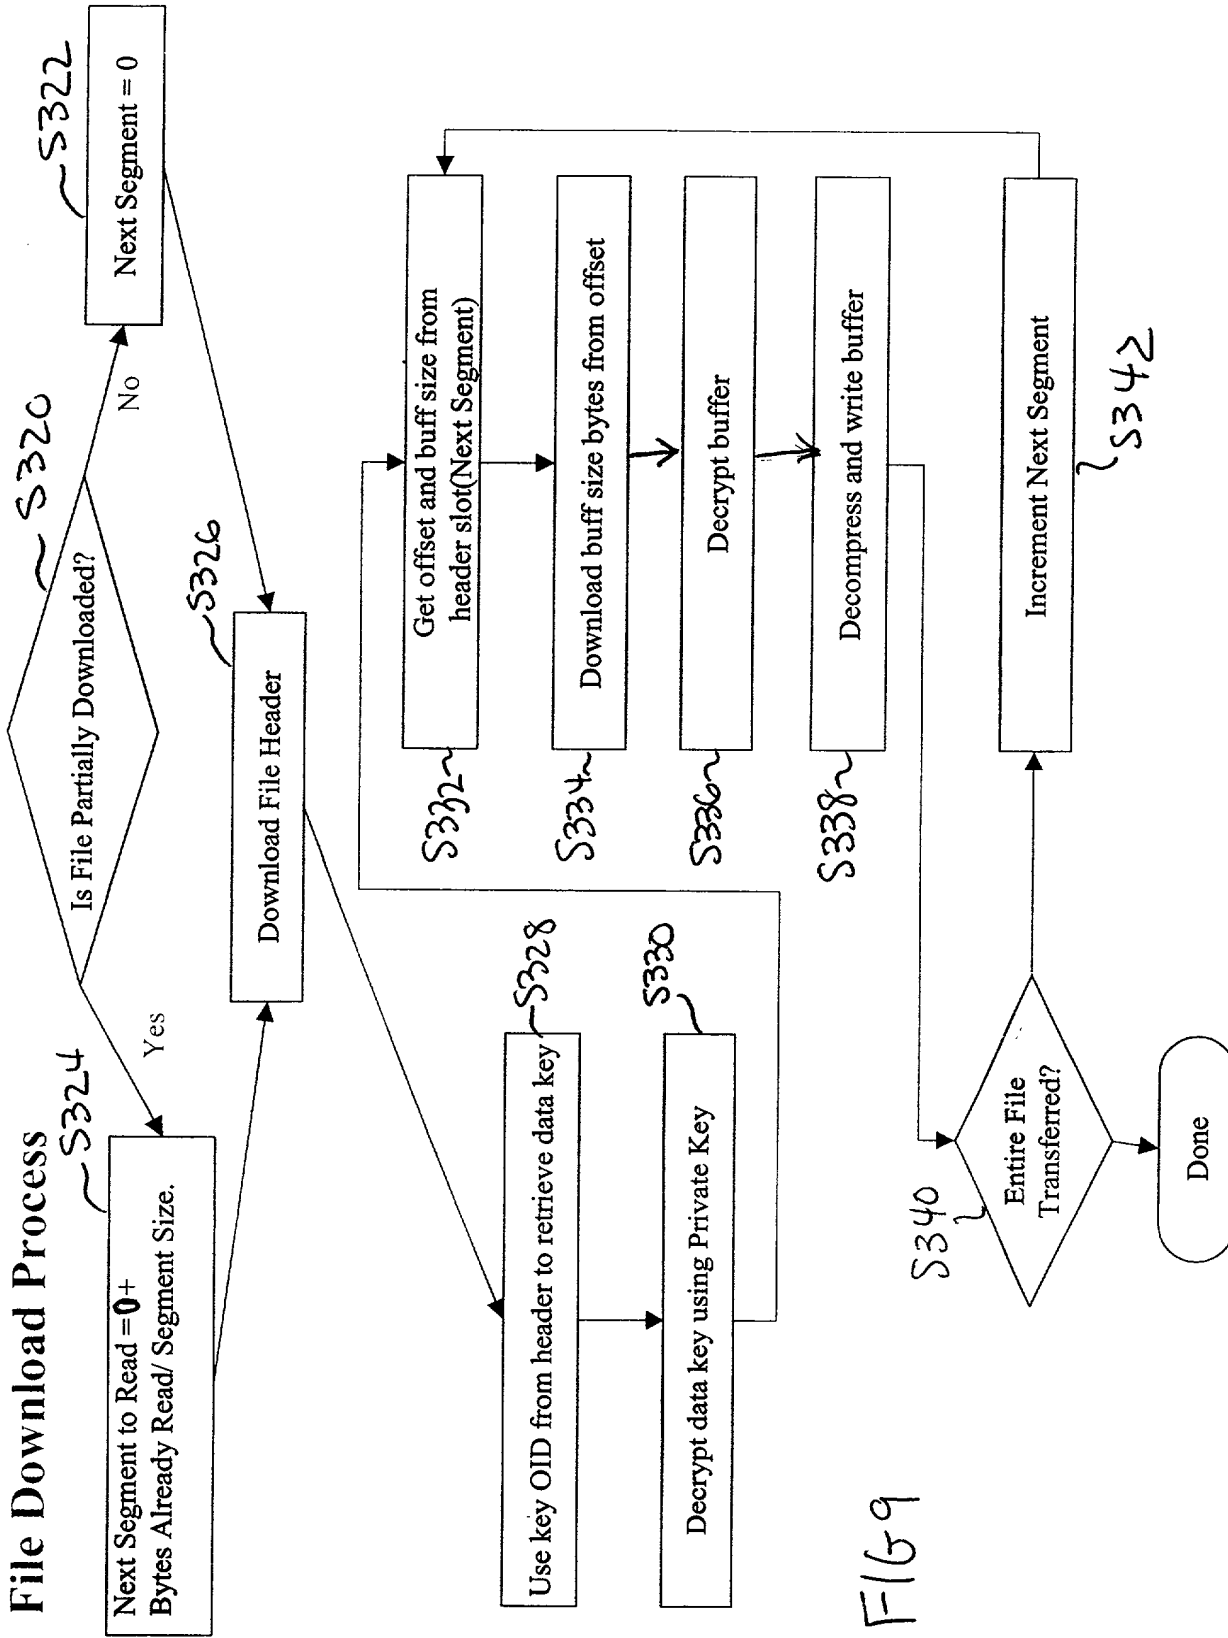 File Download Process
Is File Partially Downloaded?
S320
Yes
No
S324
Next Segment to Read =0+
Bytes Already Read/ Segment Size.
S322
Next Segment = 0
S326
Download File Header
Use key OID from header to retrieve data key
S328
Decrypt data key using Private Key
S330
S332
Get offset and buff size from
header slot(Next Segment)
S334
Download buff size bytes from offset
S336
Decrypt buffer
S338
Decompress and write buffer
S340
Entire File
Transferred?
Increment Next Segment
S342
Done
FIG 9